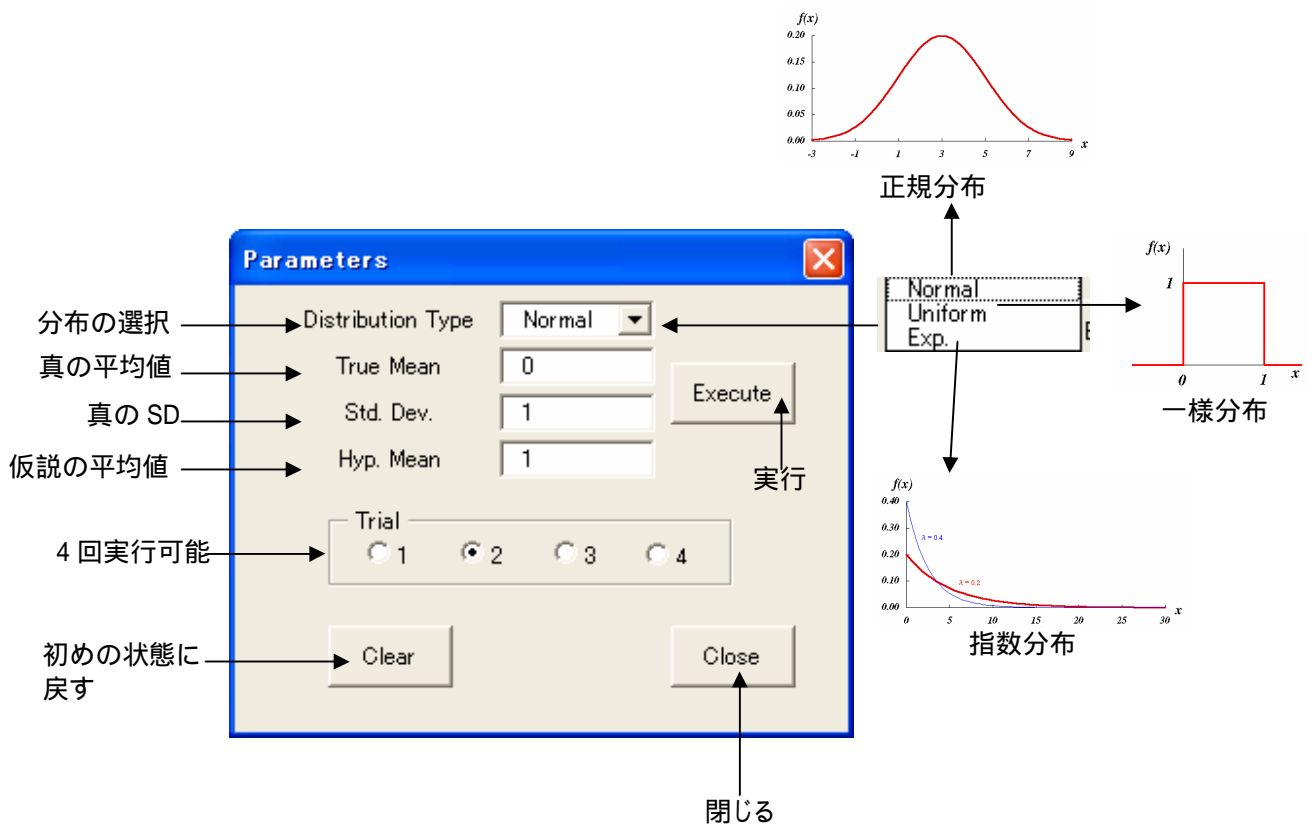 f(x)
0.20
0.15
0.10
0.05
0.00
-3 -1 1 3 5 7 9 x
正規分布
Parameters
分布の選択
Distribution Type
Normal
真の平均値
True Mean
0
真の SD
Std. Dev.
1
仮説の平均値
Hyp. Mean
1
Execute
実行
Normal
Uniform
Exp.
f(x)
1
0 1 x
一様分布
4 回実行可能
Trial
1 2 3 4
初めの状態に
戻す
Clear
Close
閉じる
f(x)
0.40
0.30
0.20
0.10
0.00
λ = 0.4
λ = 0.2
0 5 10 15 20 25 30 x
指数分布